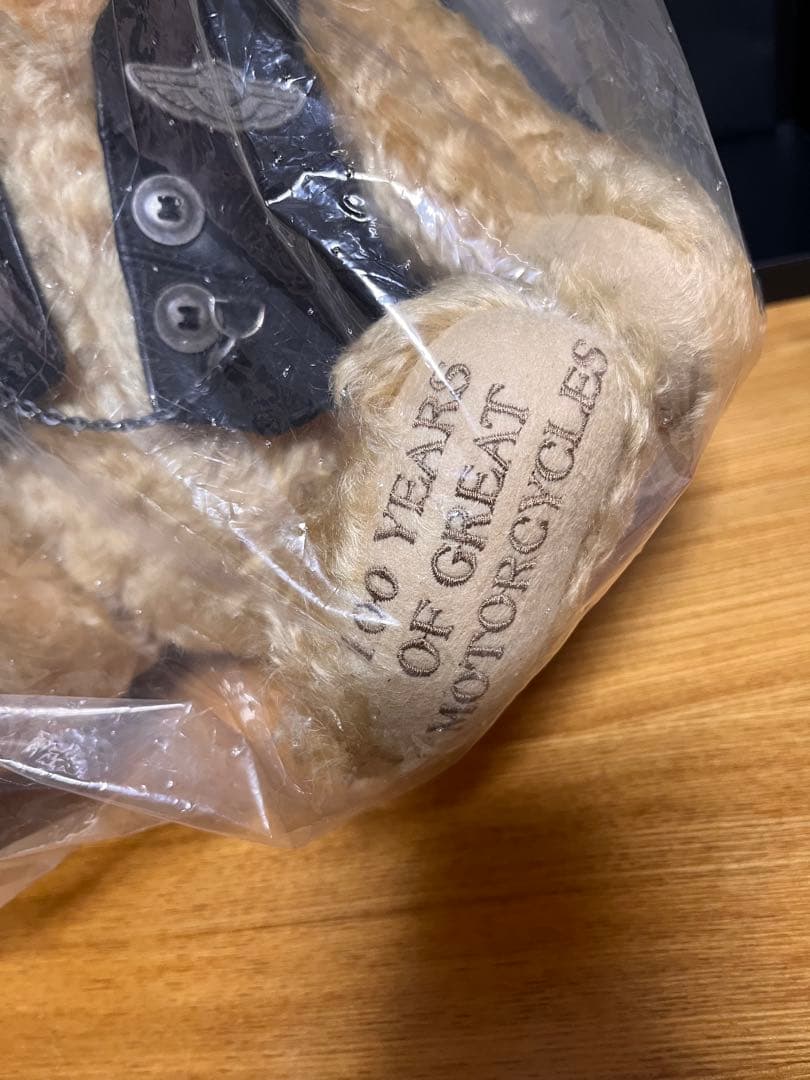 100 YEARS
OF GREAT
MOTORCYCLES